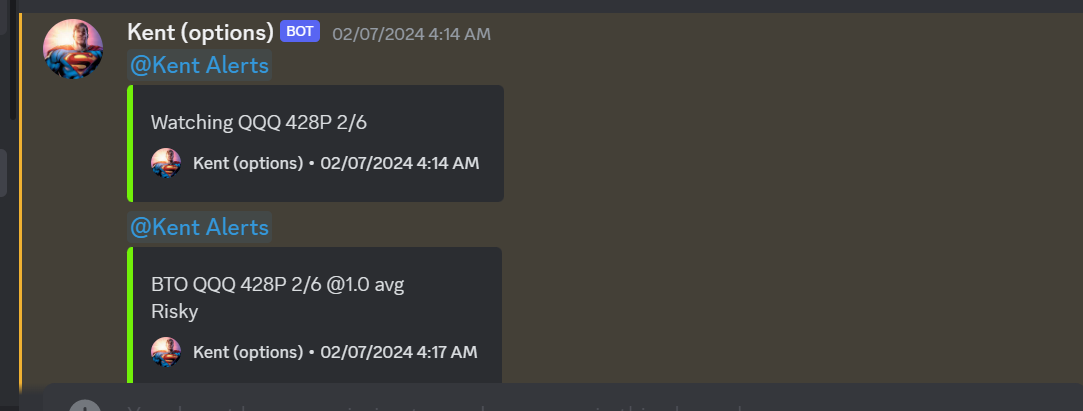 Kent (options) BOT 02/07/2024 4:14 AM
@Kent Alerts
Watching QQQ 428P 2/6
Kent (options) • 02/07/2024 4:14 AM
@Kent Alerts
BTO QQQ 428P 2/6 @1.0 avg
Risky
Kent (options) • 02/07/2024 4:17 AM